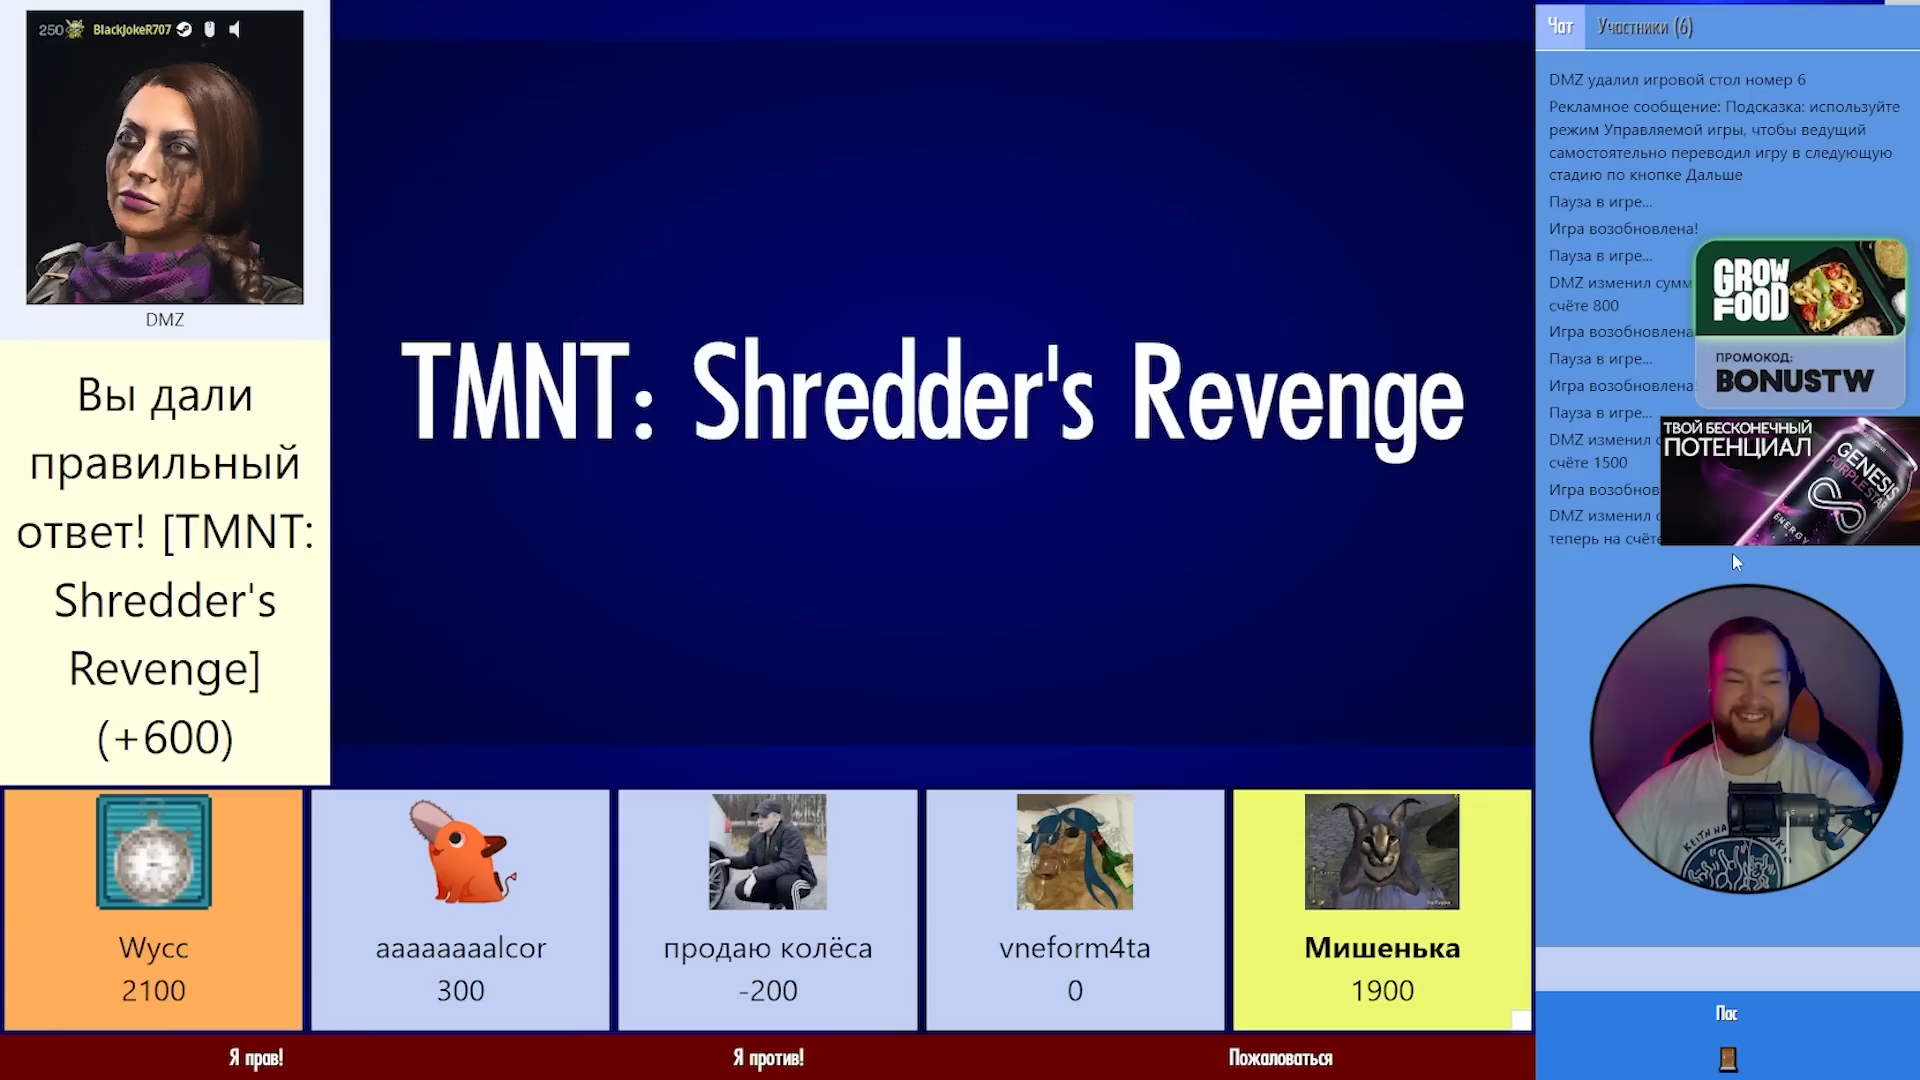 250 BlackJokeR707
DMZ
Вы дали
правильный
ответ! [TMNT:
Shredder's
Revenge]
(+600)
TMNT: Shredder's Revenge
Wycc
2100
aaaaaaaalcor
300
продаю колёса
-200
vneform4ta
0
Мишенька
1900
Я прав!
Я против!
Пожаловаться
Чат
Участники (6)
DMZ удалил игровой стол номер 6
Рекламное сообщение: Подсказка: используйте
режим Управляемой игры, чтобы ведущий
самостоятельно переводил игру в следующую
стадию по кнопке Дальше
Пауза в игре...
Игра возобновлена!
Пауза в игре...
DMZ изменил сумм
счёте 800
Игра возобновлена
Пауза в игре...
Игра возобновлена
Пауза в игре...
DMZ изменил с
счёте 1500
Игра возобнов
DMZ изменил с
теперь на счёте
GROW
FOOD
ПРОМОКОД:
BONUSTW
ТВОЙ БЕСКОНЕЧНЫЙ
ПОТЕНЦИАЛ
GENESIS
PURPLE STAR
ENERGY
KEITH HA
Пас